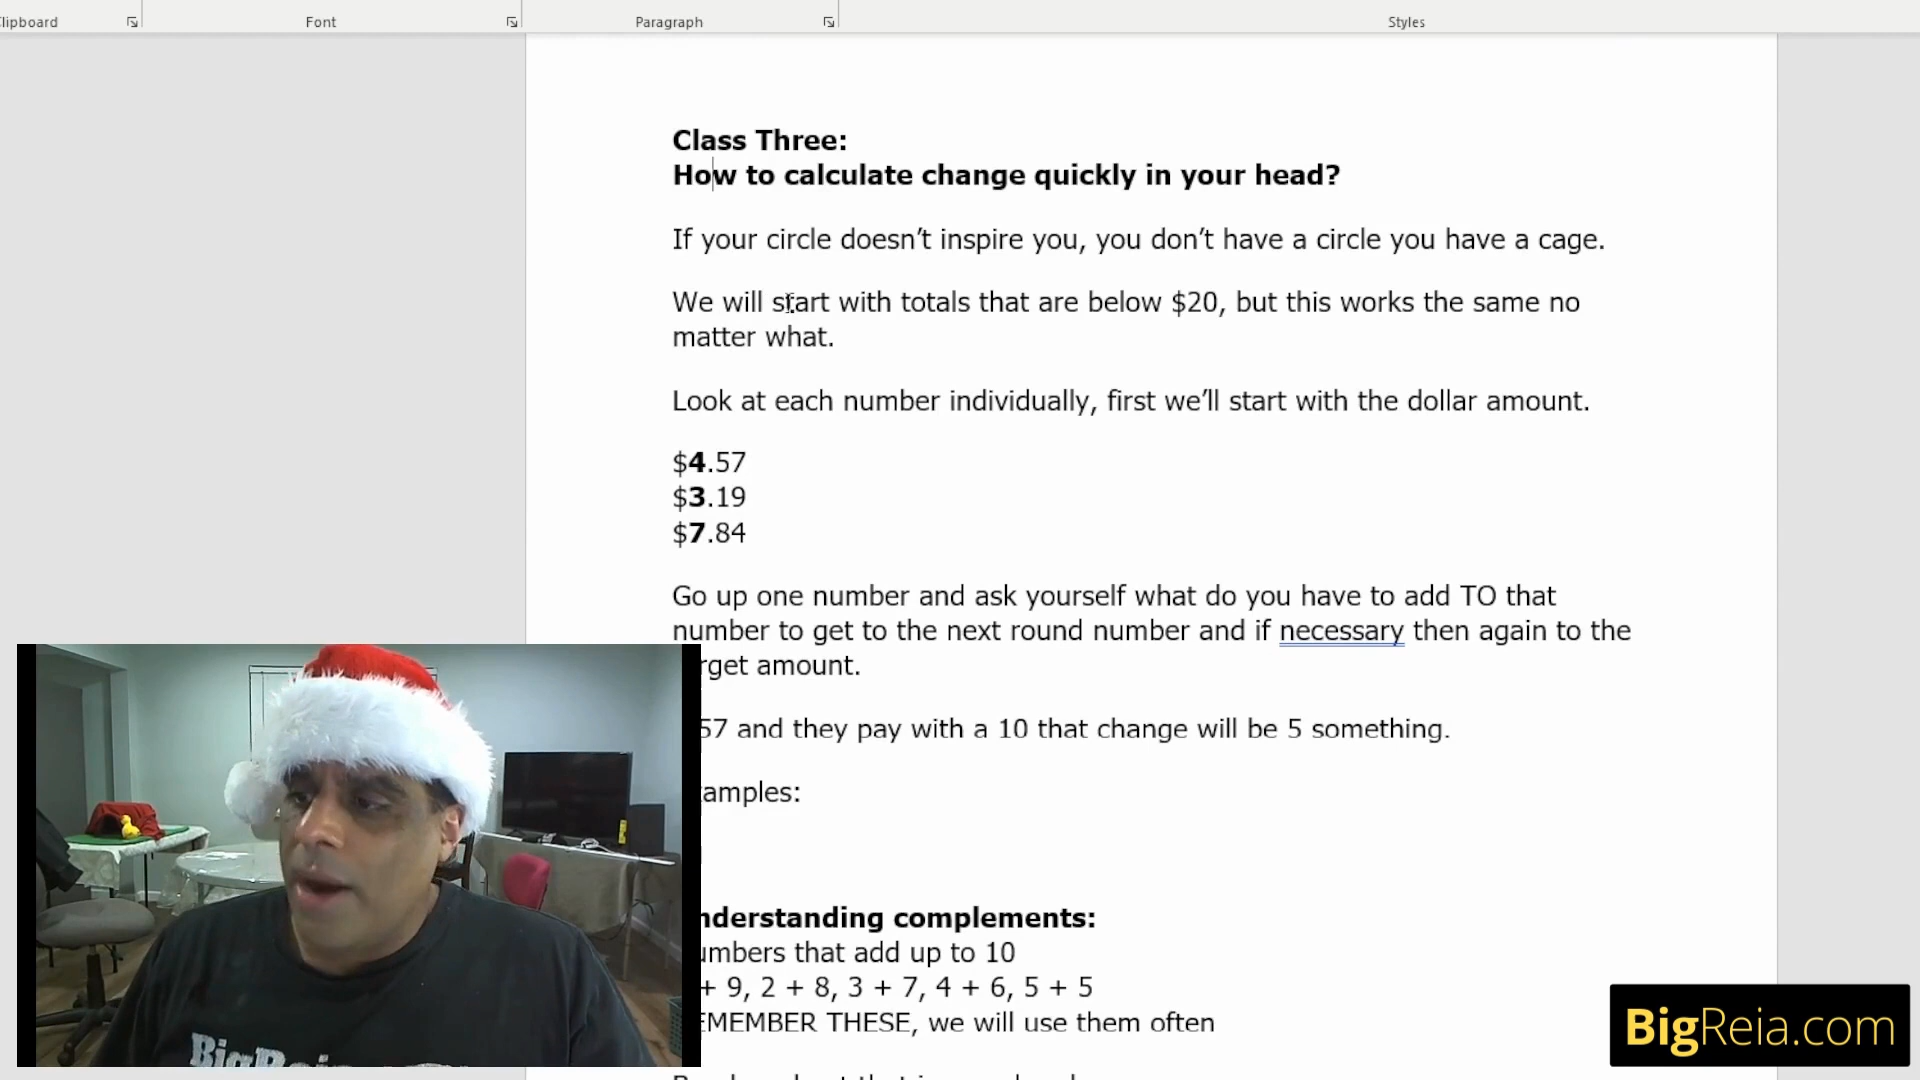 lipboard
Font
Paragraph
Styles
Class Three:
How to calculate change quickly in your head?
If your circle doesn’t inspire you, you don’t have a circle you have a cage.
We will start with totals that are below $20, but this works the same no
matter what.
Look at each number individually, first we’ll start with the dollar amount.
$4.57
$3.19
$7.84
Go up one number and ask yourself what do you have to add TO that
number to get to the next round number and if necessary then again to the
rget amount.
57 and they pay with a 10 that change will be 5 something.
amples:
nderstanding complements:
umbers that add up to 10
+ 9, 2 + 8, 3 + 7, 4 + 6, 5 + 5
EMEMBER THESE, we will use them often
BigReia.com